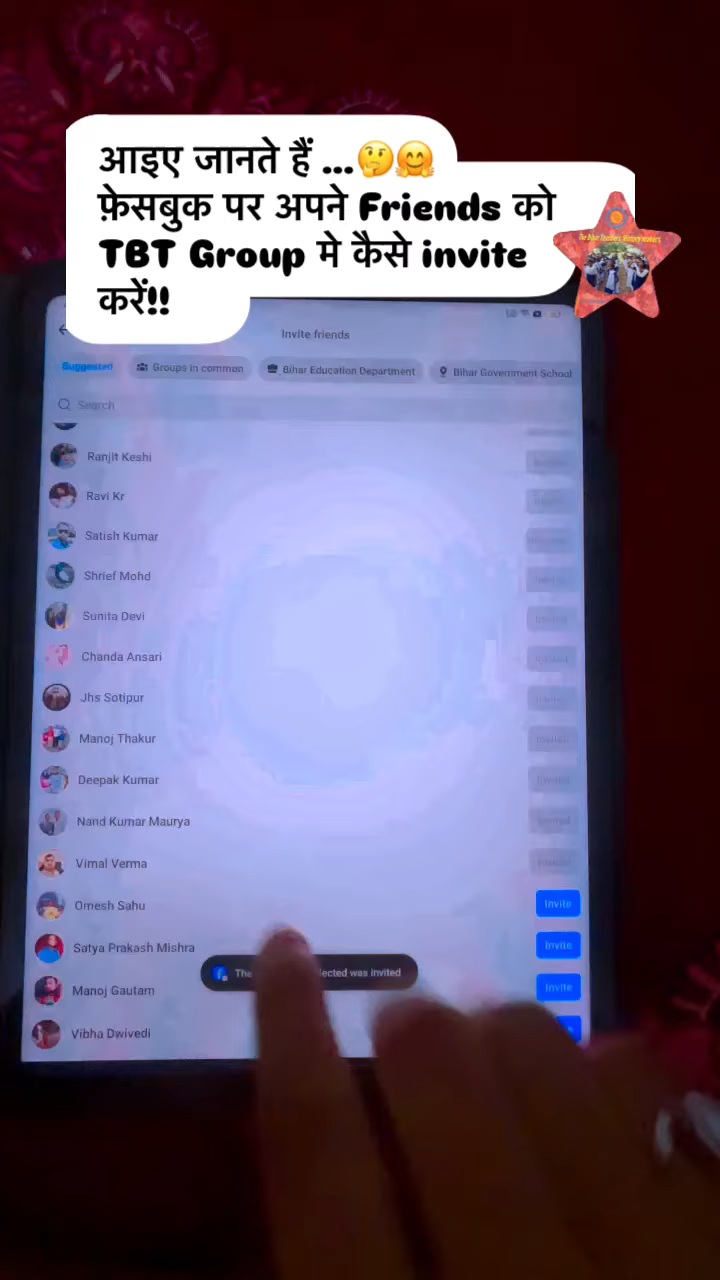 आइए जानते हैं ...🤔🤗
फ़ेसबुक पर अपने Friends को
TBT Group मे कैसे invite
करें!!
Invite friends
Suggested
Groups in common
Bihar Education Department
Bihar Government School
Search
Ranjit Keshi
Ravi Kr
Satish Kumar
Shrief Mohd
Sunita Devi
Chanda Ansari
Jhs Sotipur
Manoj Thakur
Deepak Kumar
Nand Kumar Maurya
Vimal Verma
Omesh Sahu Invite
Satya Prakash Mishra Invite
The lected was invited
Manoj Gautam Invite
Vibha Dwivedi